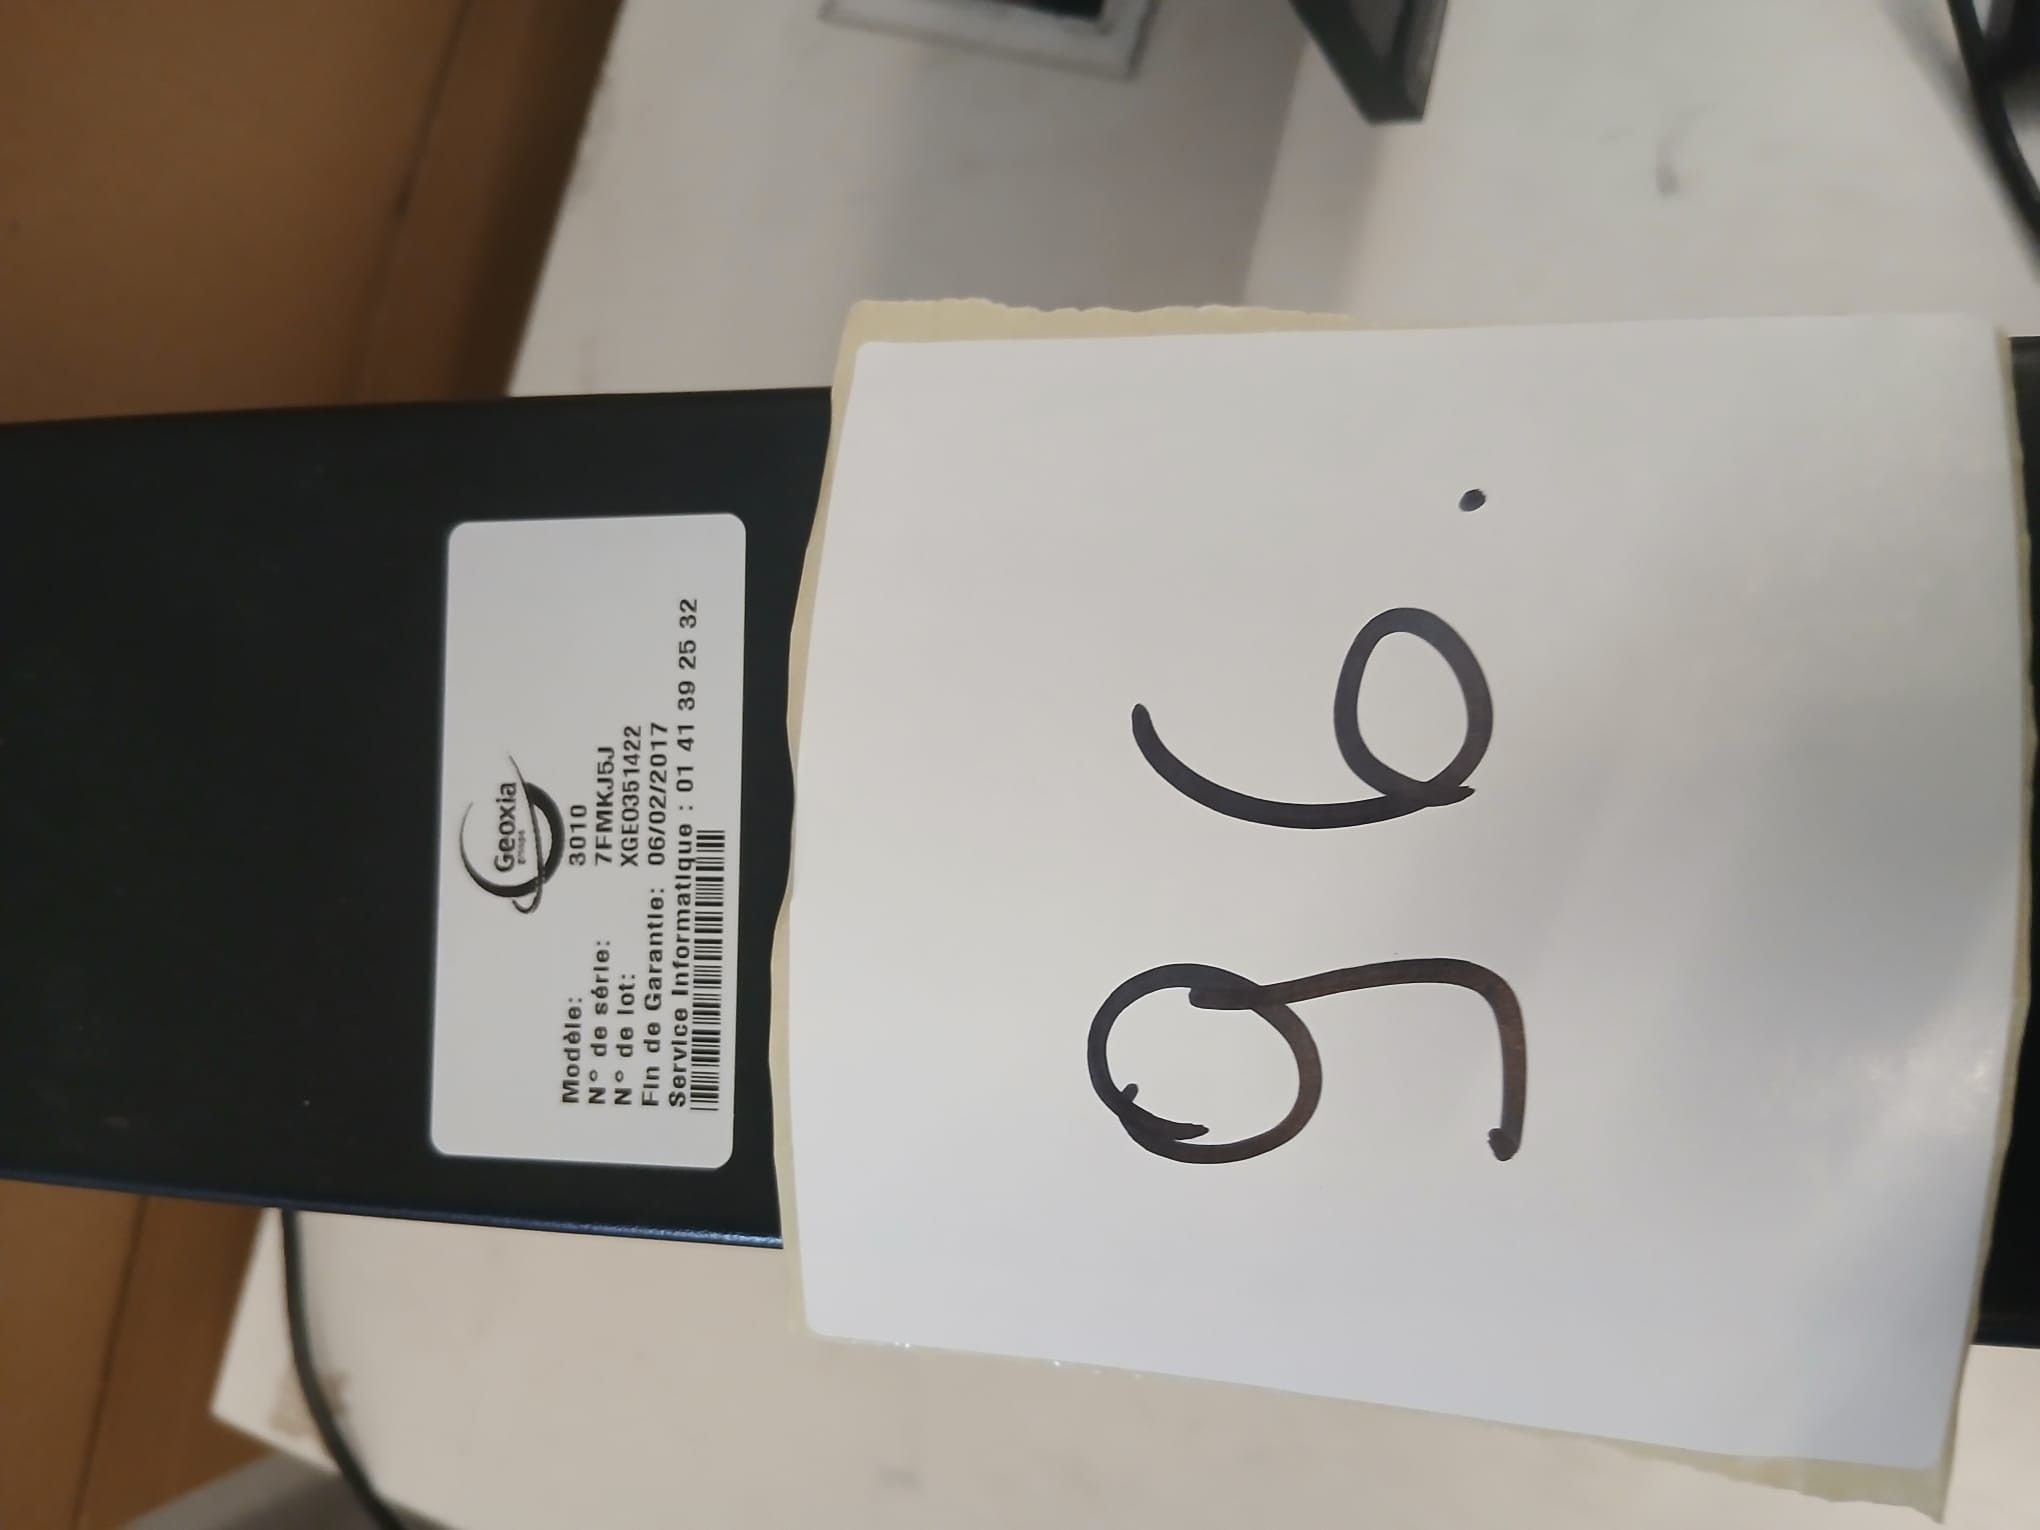 Geoxia
GROUPE
Modèle: 3010
N° de série: 7FMKJ5J
N° de lot: XGE0351422
Fin de Garantie: 06/02/2017
Service Informatique : 01 41 39 25 32
96.